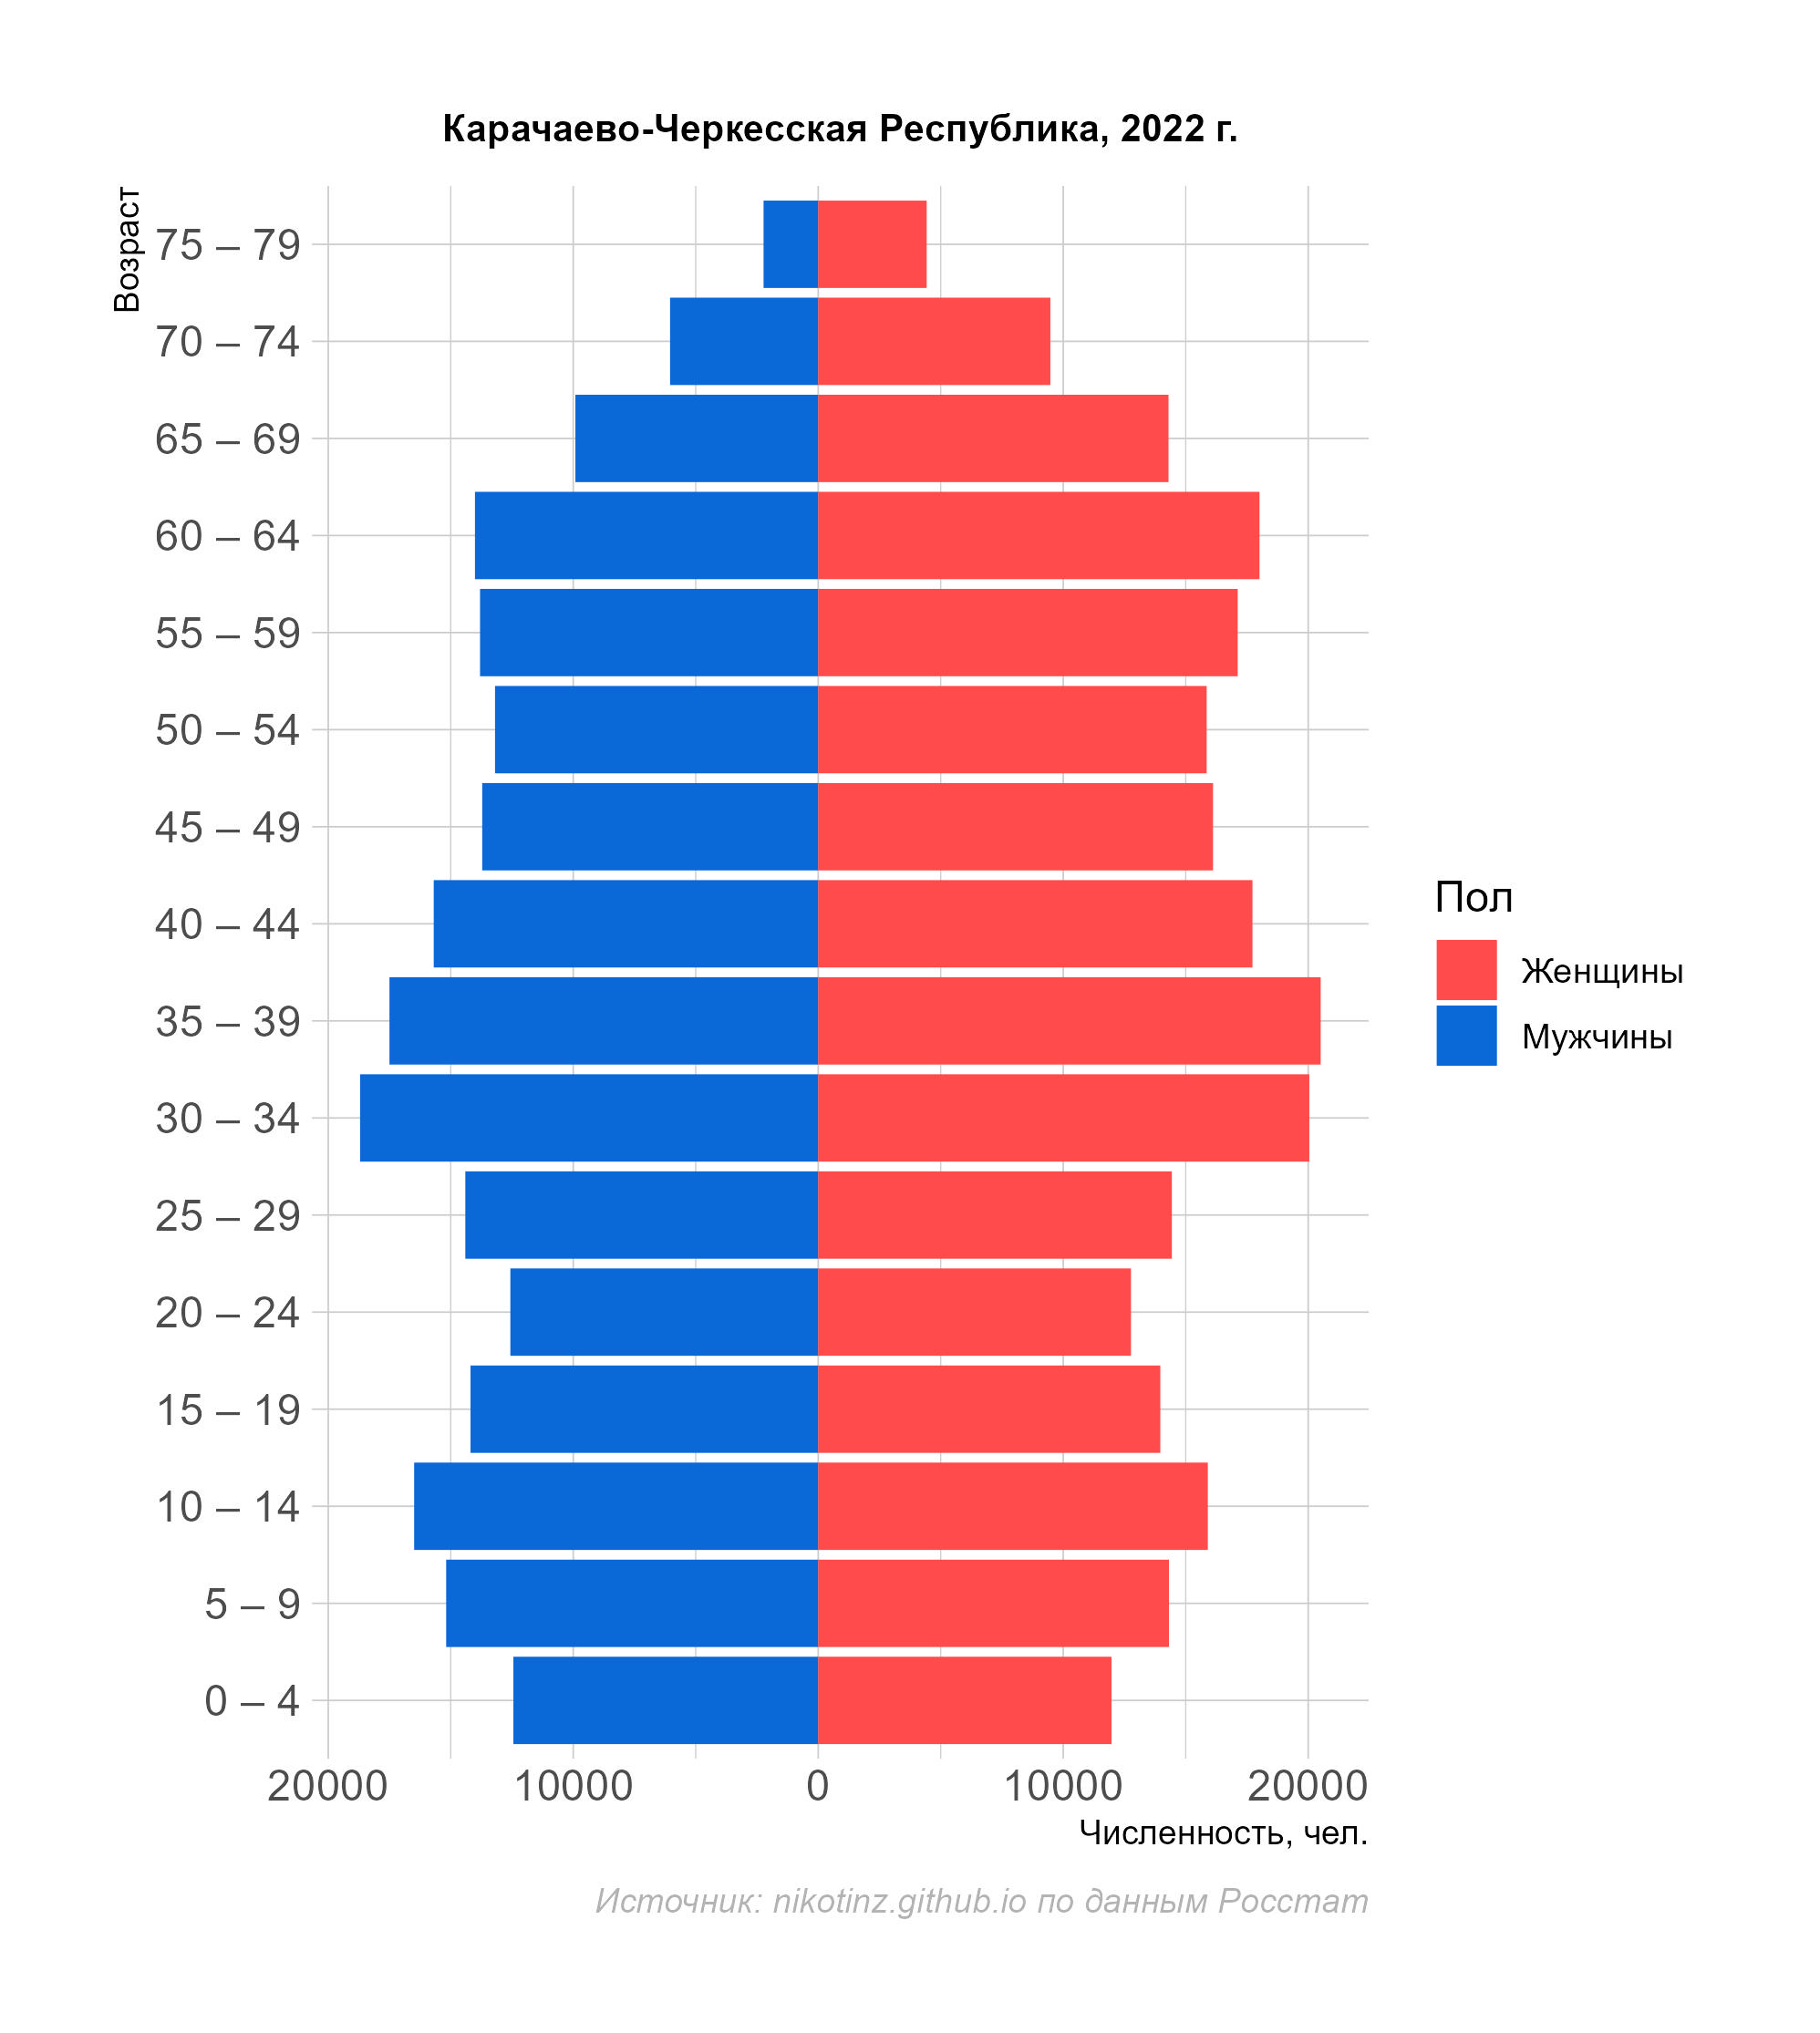 Карачаево-Черкесская Республика, 2022 г.
Возраст
75 – 79
70 – 74
65 – 69
60 – 64
55 – 59
50 – 54
45 – 49
40 – 44
35 – 39
30 – 34
25 – 29
20 – 24
15 – 19
10 – 14
5 – 9
0 – 4
20000 10000 0 10000 20000
Численность, чел.
Пол
Женщины
Мужчины
Источник: nikotinz.github.io по данным Росстат